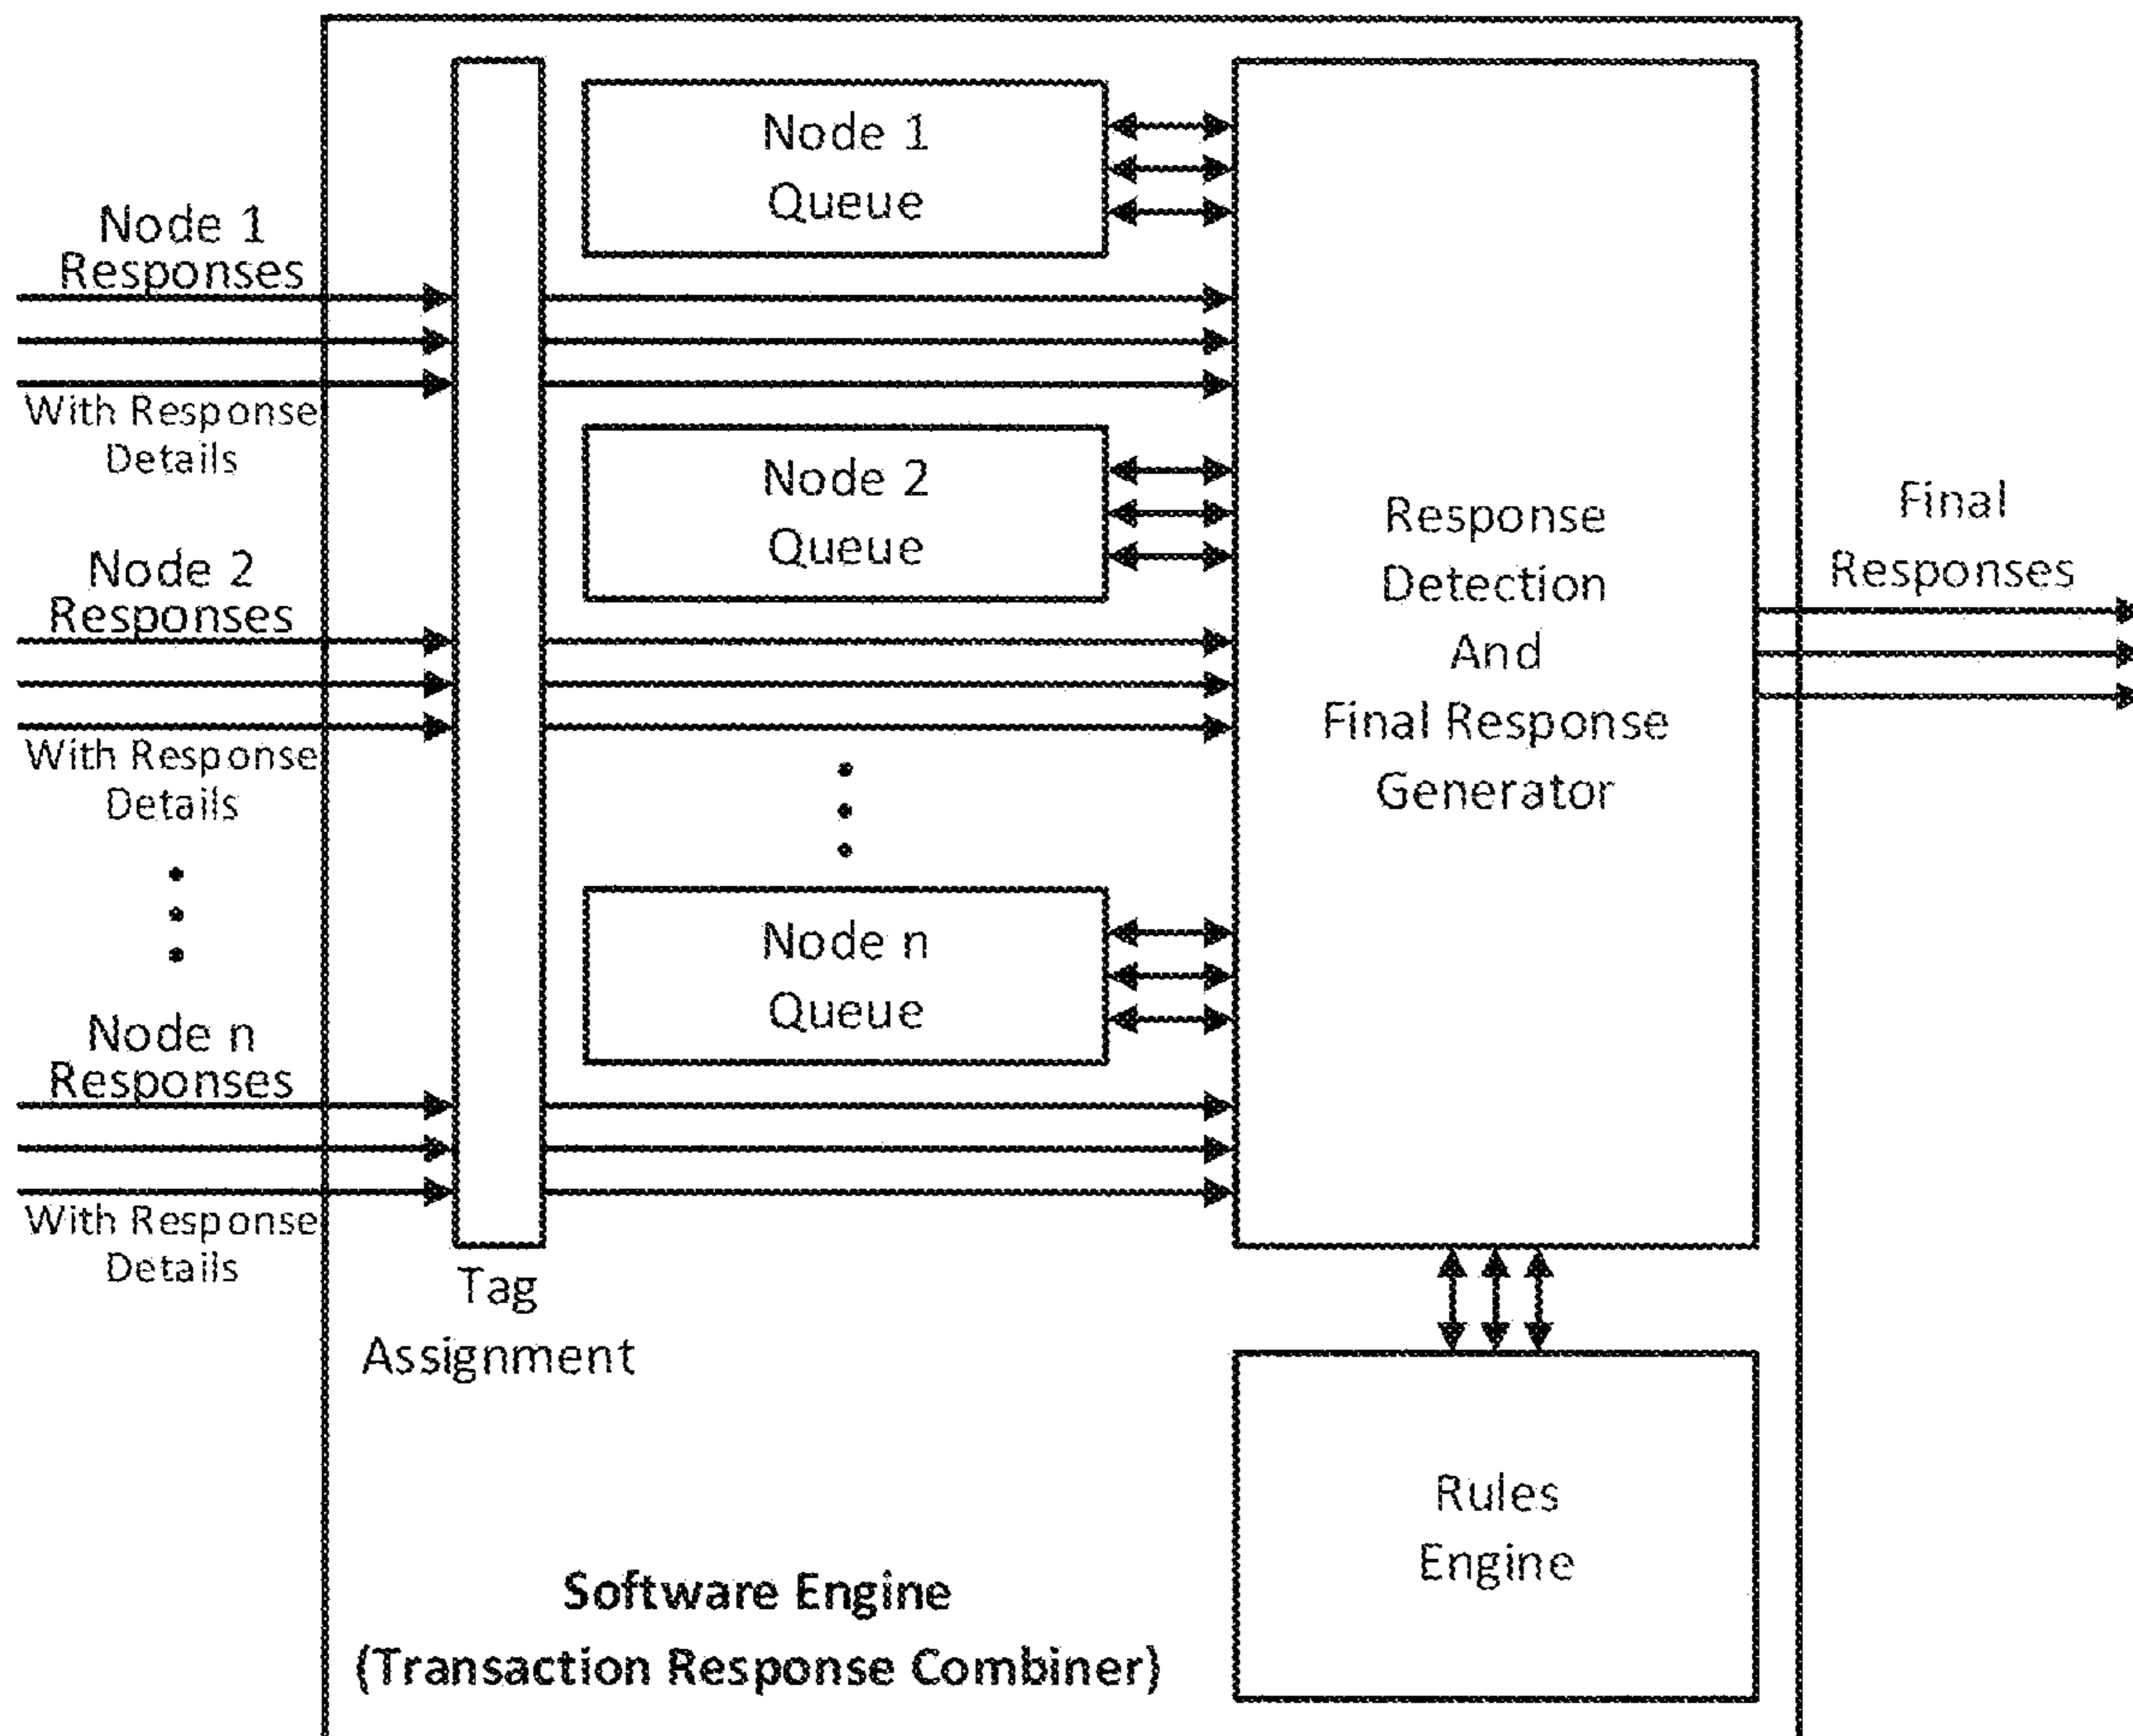 Node 1
Responses
With Response
Details
Node 2
Responses
With Response
Details
Node n
Responses
With Response
Details
Tag
Assignment
Node 1
Queue
Node 2
Queue
Node n
Queue
Response
Detection
And
Final Response
Generator
Final
Responses
Rules
Engine
Software Engine
(Transaction Response Combiner)